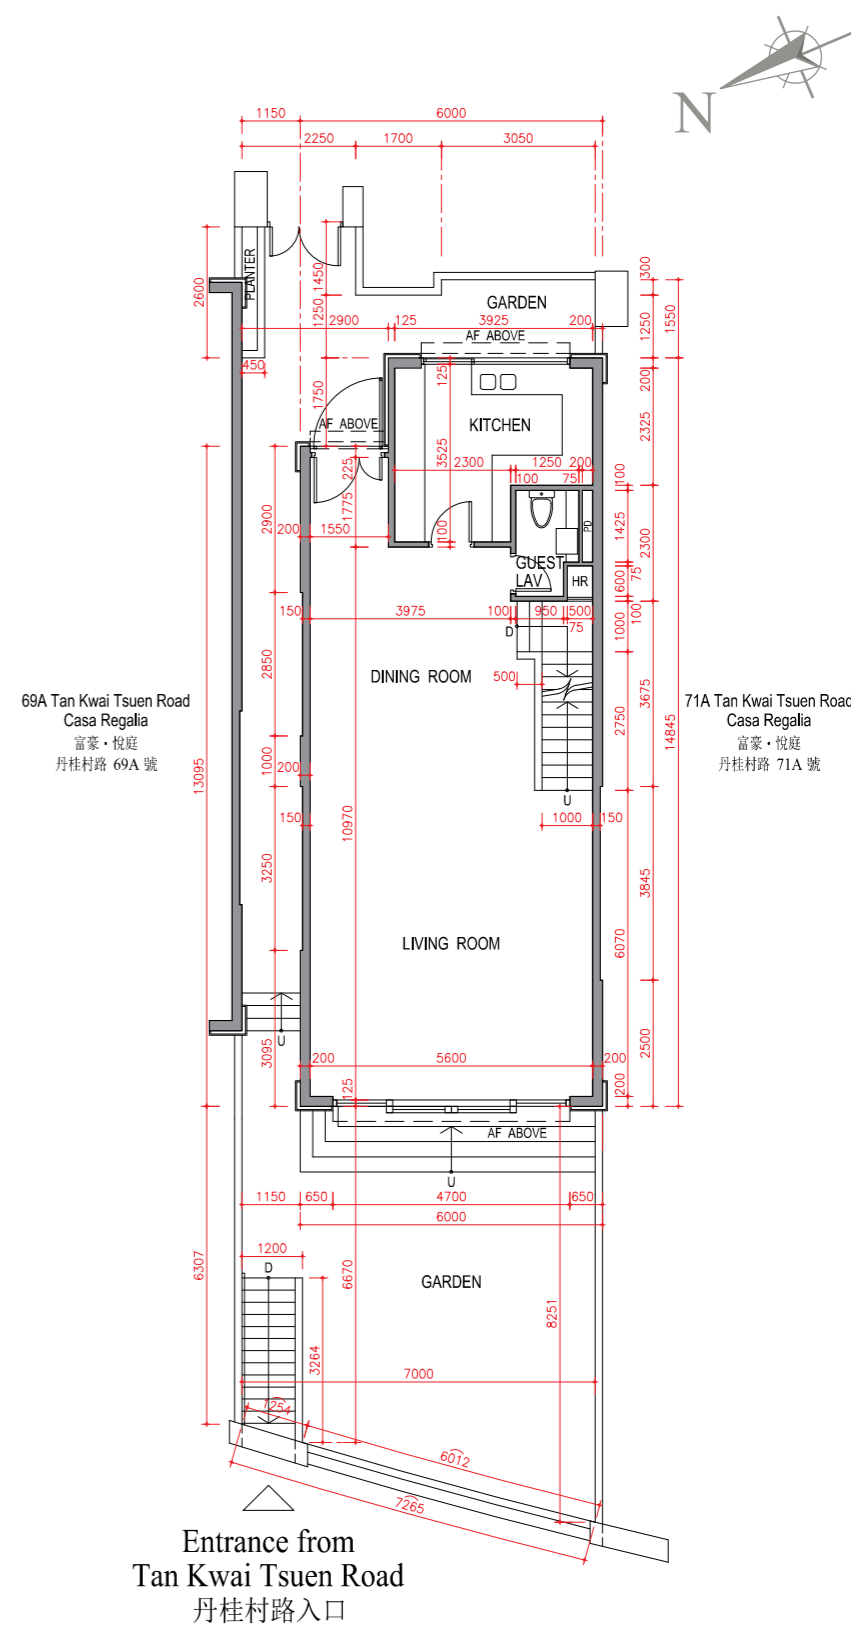 N
1150 6000
2250 1700 3050
PLANTER
2600
1450
1250
300
1550
1250
GARDEN
2900 125 3925 200
AF ABOVE
450
1750
125
200
AF ABOVE
KITCHEN
2325
3525
225
2300 1250 200
100 75
100
2900
1775
100
200 1550
1425
PD
2300
GUEST
LAV
HR
600
75
150 3975 100 950 500
D
75
1000
100
2850
DINING ROOM
500
69A Tan Kwai Tsuen Road
Casa Regalia
富豪・悅庭
丹桂村路 69A 號
71A Tan Kwai Tsuen Road
Casa Regalia
富豪・悅庭
丹桂村路 71A 號
2750
3675
14845
13095
1000
200
U
150
10970
1000 150
3250
3845
LIVING ROOM
6070
U
3095
2500
200 5600 200
125
200
AF ABOVE
U
1150 650 4700 650
6000
1200
D
6307
6670
GARDEN
8251
3264
7000
1254
6012
7265
Entrance from
Tan Kwai Tsuen Road
丹桂村路入口